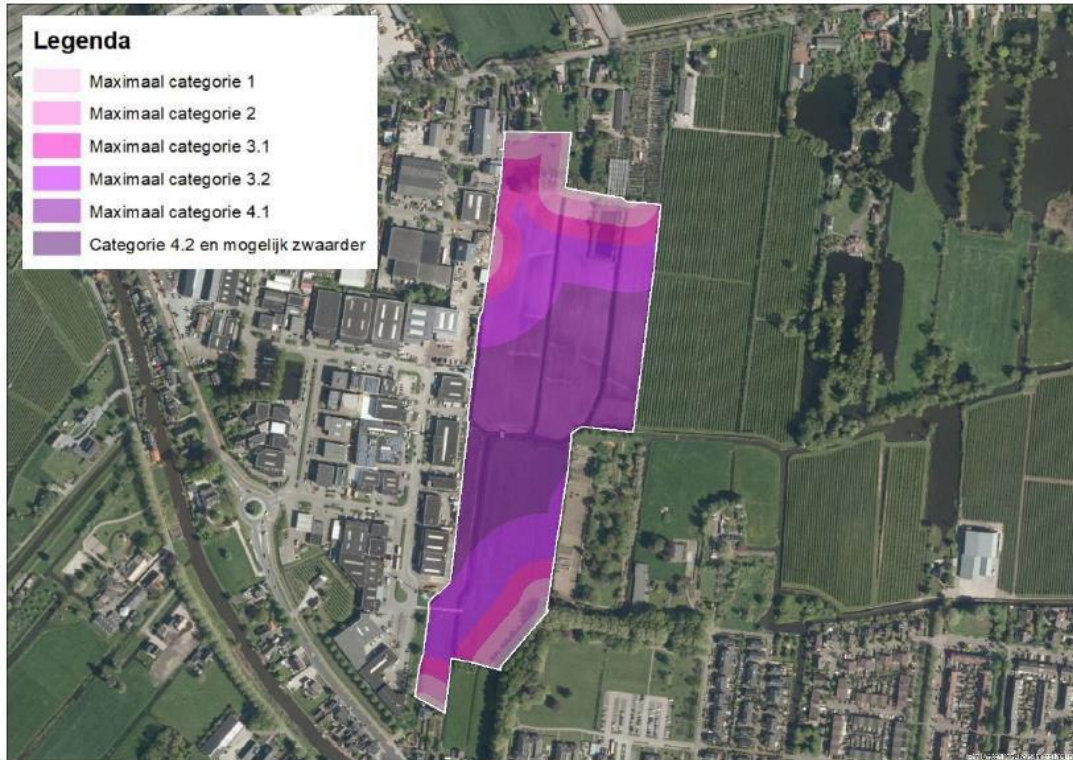 Legenda
Maximaal categorie 1
Maximaal categorie 2
Maximaal categorie 3.1
Maximaal categorie 3.2
Maximaal categorie 4.1
Categorie 4.2 en mogelijk zwaarder